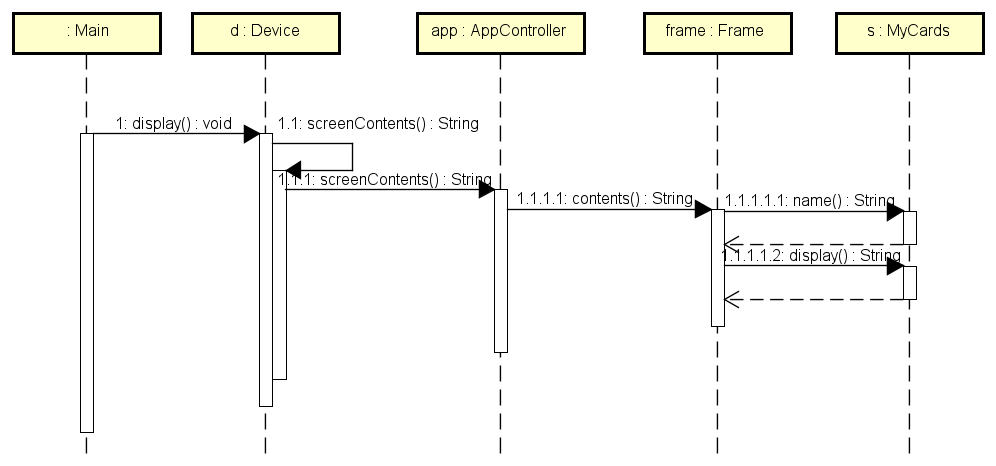 : Main
d : Device
app : AppController
frame : Frame
s : MyCards
1: display() : void
1.1: screenContents() : String
1.1.1: screenContents() : String
1.1.1.1: contents() : String
1.1.1.1.1: name() : String
1.1.1.1.2: display() : String